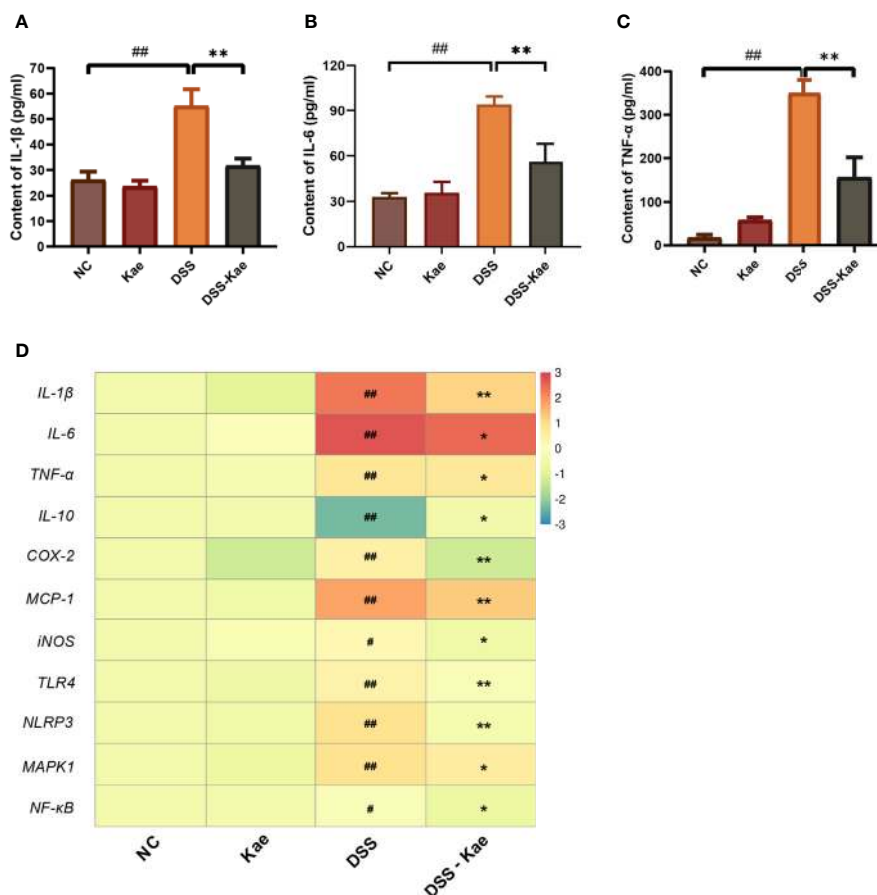 A
##
**
Content of IL-1β (pg/ml)
70
60
50
40
30
20
10
0
NC
Kae
DSS
DSS-Kae
B
##
**
Content of IL-6 (pg/ml)
120
90
60
30
0
NC
Kae
DSS
DSS-Kae
C
##
**
Content of TNF-α (pg/ml)
400
300
200
100
0
NC
Kae
DSS
DSS-Kae
D
IL-1β ## **
IL-6 ## *
TNF-α ## *
IL-10 ## *
COX-2 ## **
MCP-1 ## **
iNOS # *
TLR4 ## **
NLRP3 ## **
MAPK1 ## *
NF-κB # *
NC
Kae
DSS
DSS - Kae
3
2
1
0
-1
-2
-3